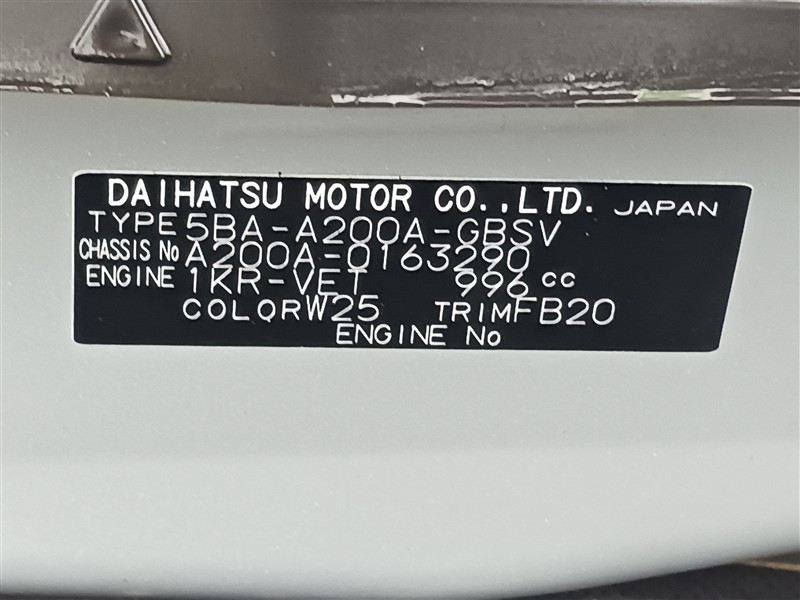 DAIHATSU MOTOR CO.,LTD. JAPAN
TYPE 5BA-A200A-GBSV
CHASSIS No A200A-0163290
ENGINE 1KR-VET 996 cc
COLOR W25 TRIM FB20
ENGINE No